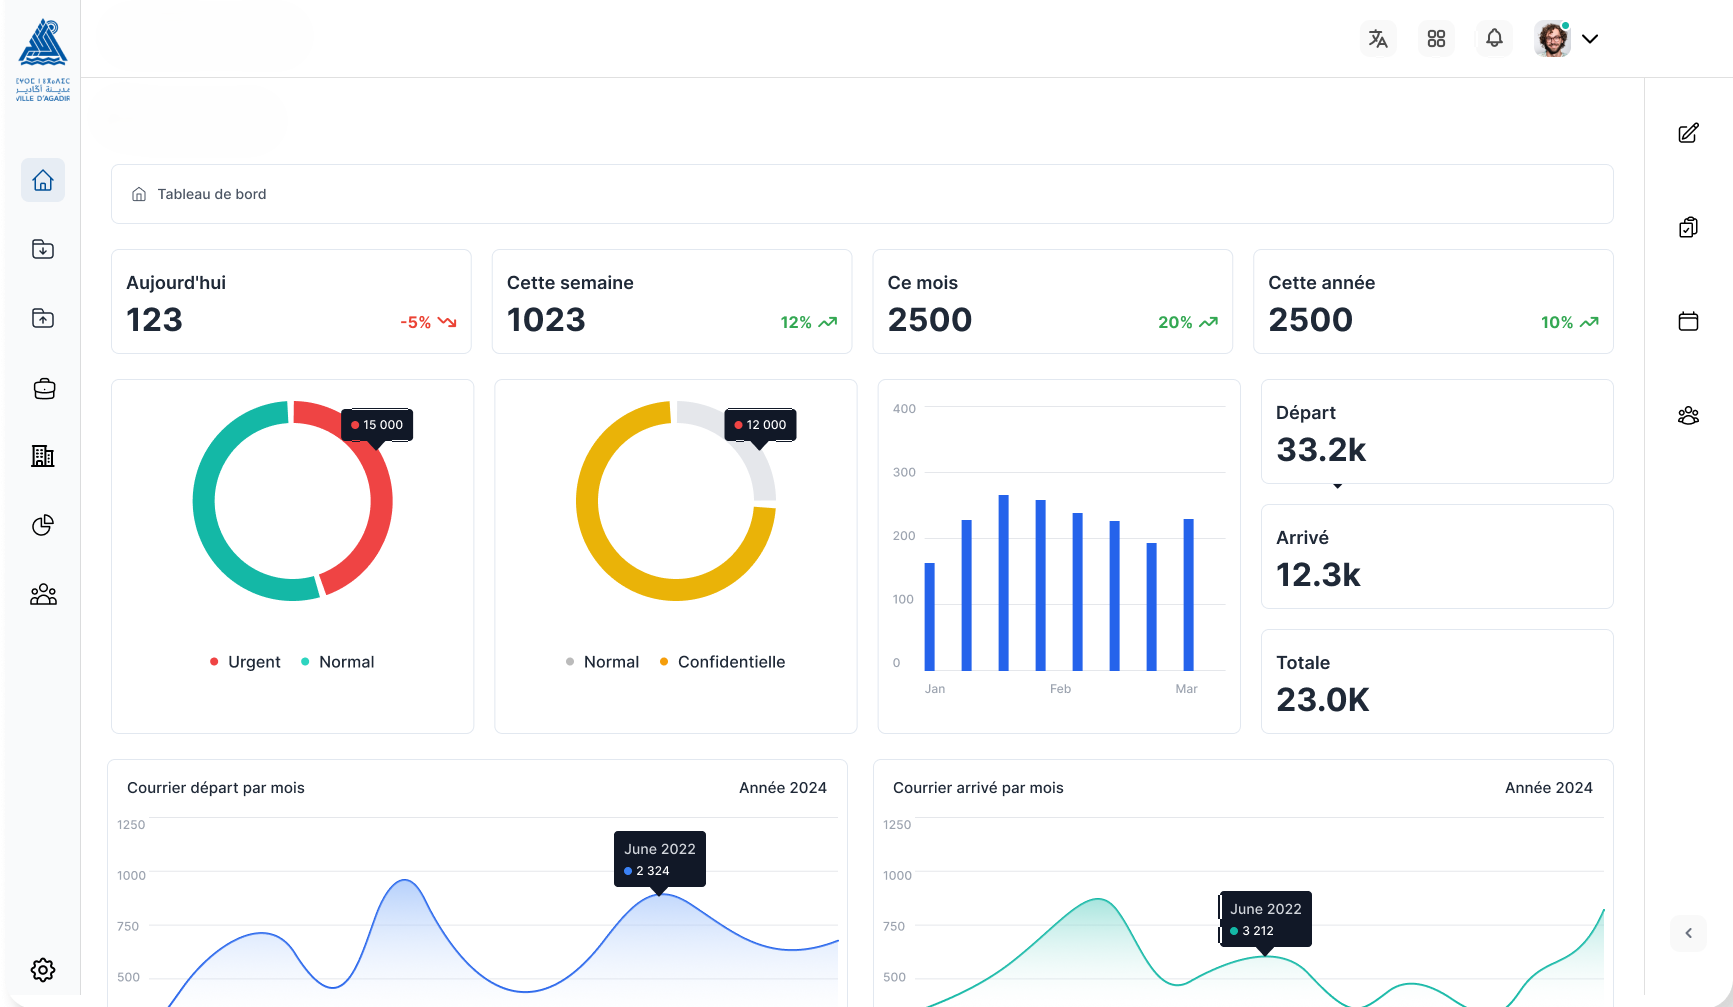 مدينة أكادير
VILLE D'AGADIR
Tableau de bord
Aujourd'hui
123
-5%
Cette semaine
1023
12%
Ce mois
2500
20%
Cette année
2500
10%
15 000
Urgent
Normal
12 000
Normal
Confidentielle
400
300
200
100
0
Jan
Feb
Mar
Départ
33.2k
Arrivé
12.3k
Totale
23.0K
Courrier départ par mois
Année 2024
1250
1000
750
500
June 2022
2 324
Courrier arrivé par mois
Année 2024
1250
1000
750
500
June 2022
3 212